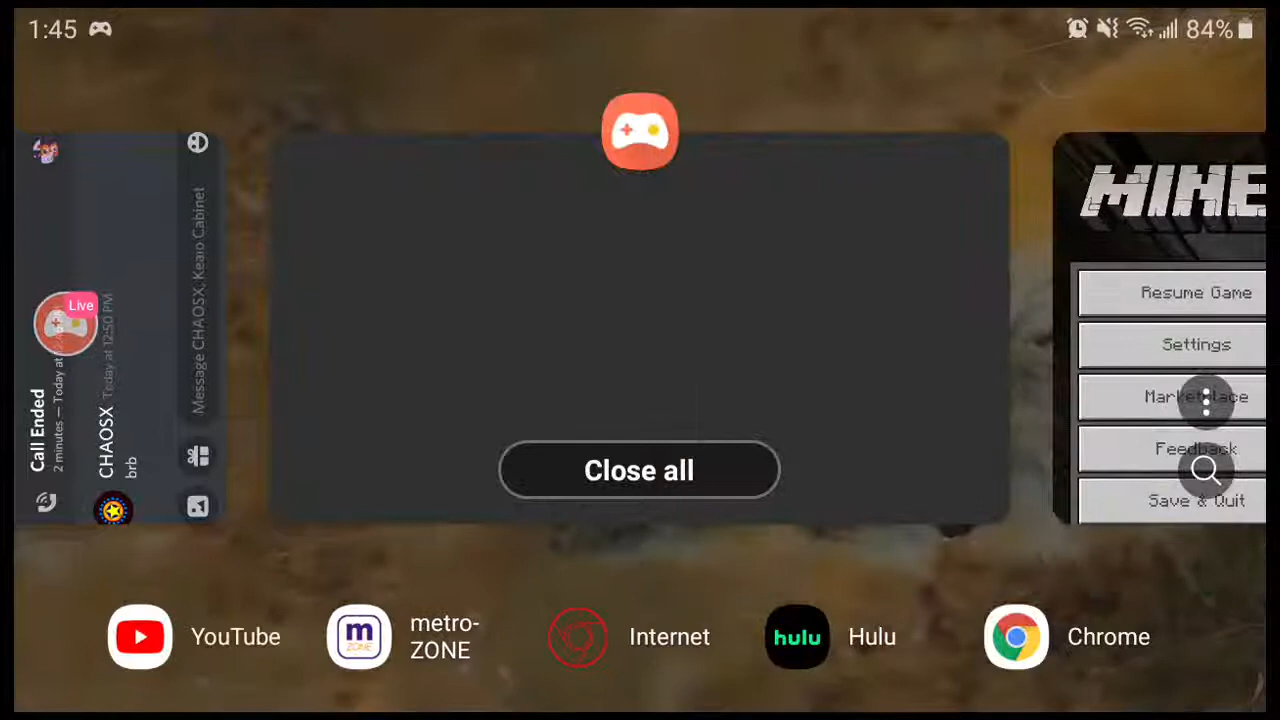 1:45
84%
Live
Call Ended
2 minutes — Today at
CHAOSX Today at 12:50 PM
brb
Message CHAOSX, Keaio Cabinet
Close all
MINE
Resume Game
Settings
Marketplace
Feedback
Save & Quit
YouTube
m
ZONE
metro-
ZONE
Internet
hulu
Hulu
Chrome